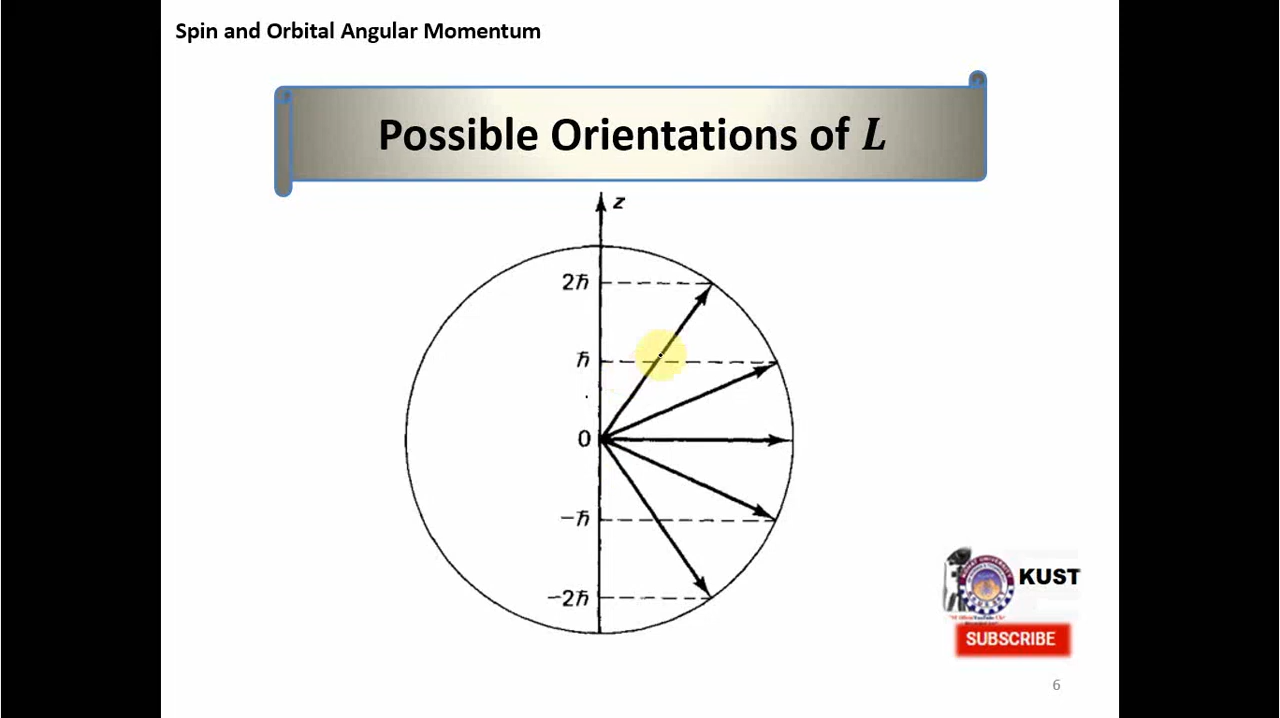 Spin and Orbital Angular Momentum
Possible Orientations of L
z
2ħ
ħ
0
−ħ
−2ħ
KUST
SUBSCRIBE
6